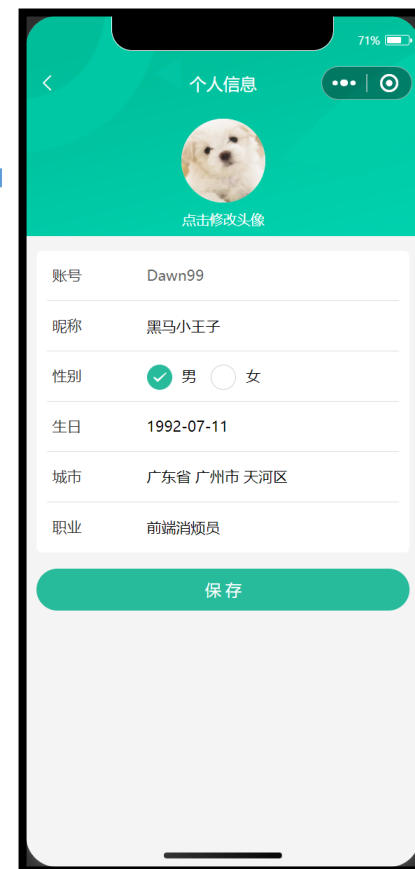 71%
个人信息
点击修改头像
账号 Dawn99
昵称 黑马小王子
性别 男 女
生日 1992-07-11
城市 广东省 广州市 天河区
职业 前端消烦员
保存